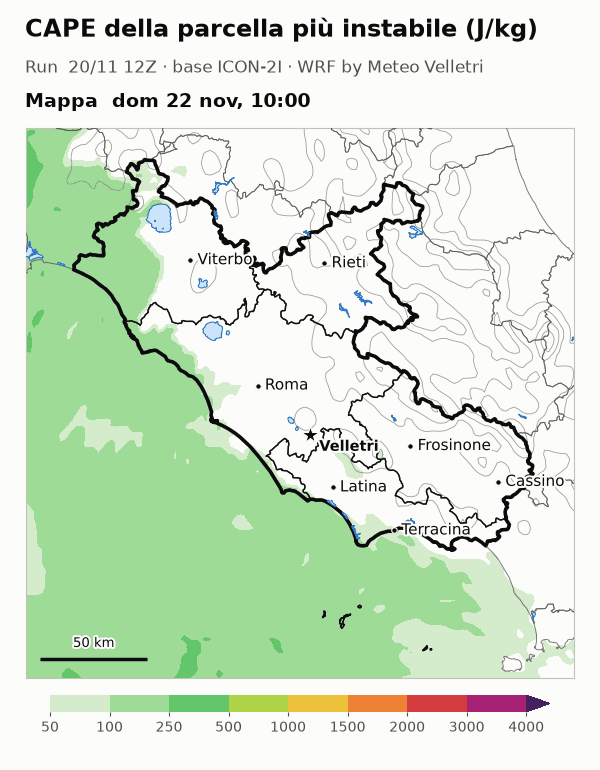 CAPE della parcella più instabile (J/kg)
Run  20/11 12Z · base ICON-2I · WRF by Meteo Velletri
Mappa  dom 22 nov, 10:00
Viterbo
Rieti
Roma
Velletri
Frosinone
Cassino
Latina
Terracina
50 km
50 100 250 500 1000 1500 2000 3000 4000